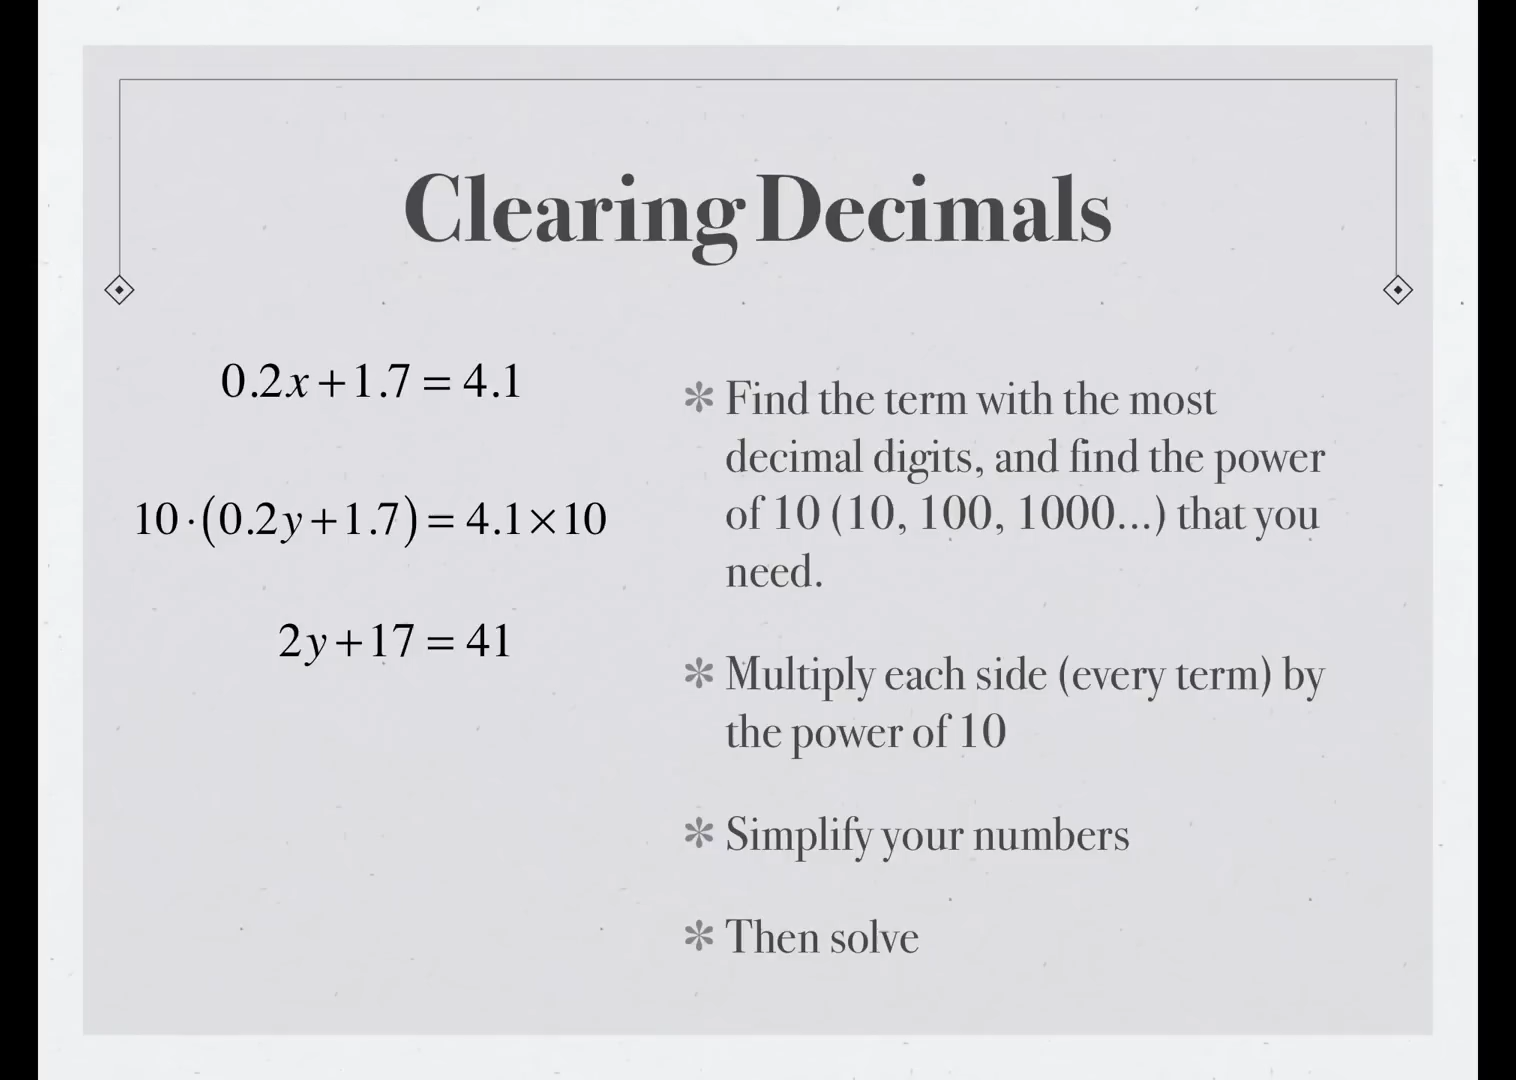 Clearing Decimals
0.2x+1.7=4.1
10·(0.2y+1.7)=4.1×10
2y+17=41
✻ Find the term with the most
decimal digits, and find the power
of 10 (10, 100, 1000...) that you
need.
✻ Multiply each side (every term) by
the power of 10
✻ Simplify your numbers
✻ Then solve